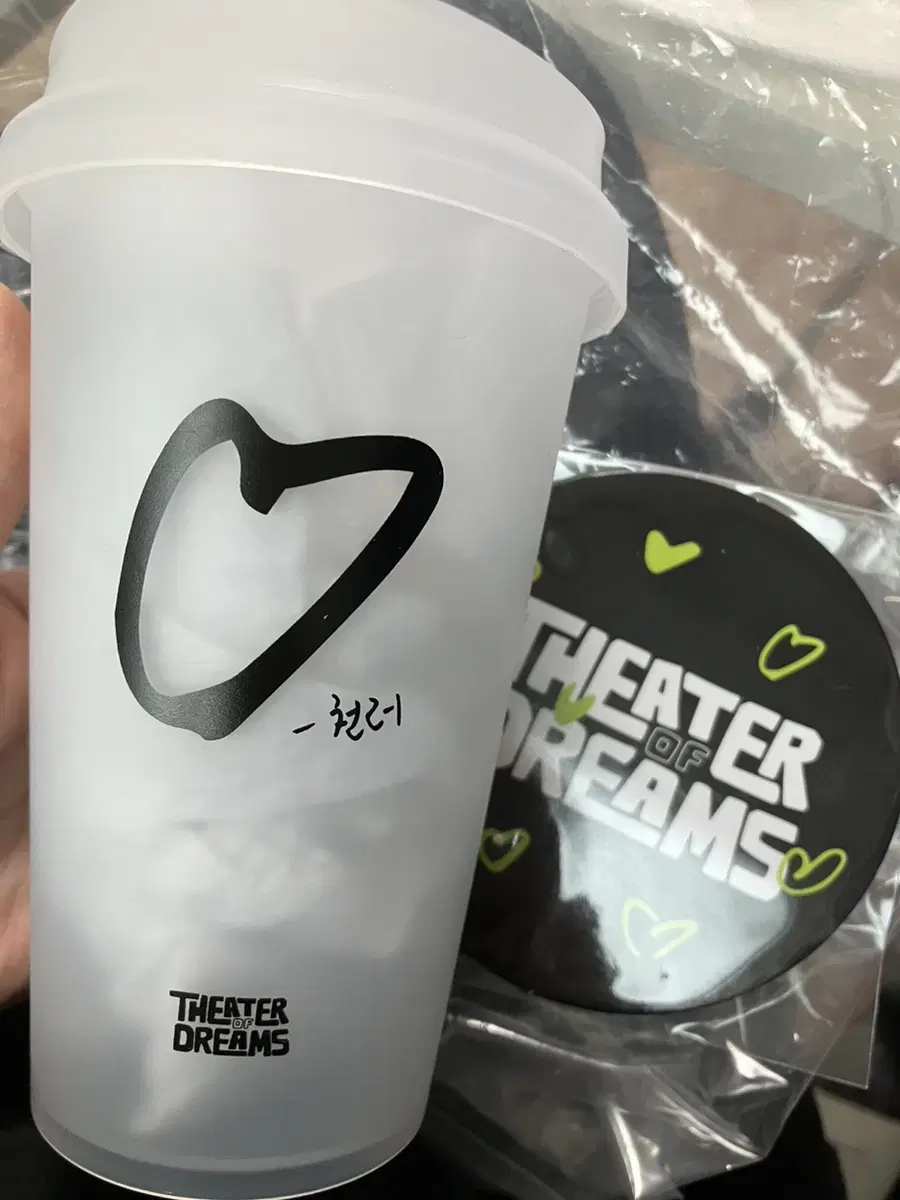 - 천러
THEATER
OF
DREAMS
THEATER
OF
DREAMS